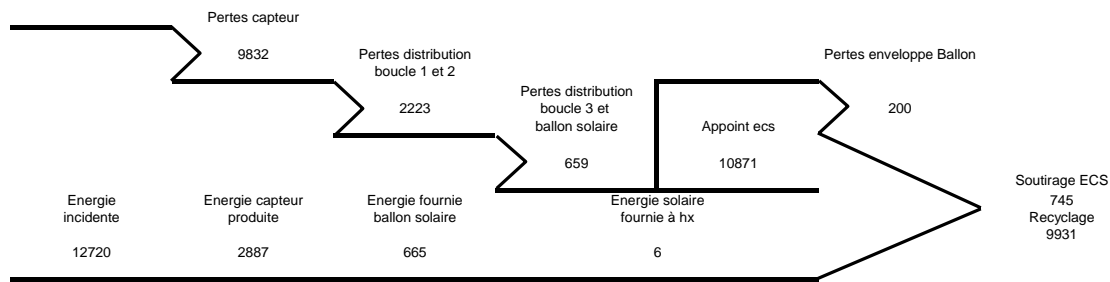 Pertes capteur
9832
Pertes distribution
boucle 1 et 2
2223
Pertes distribution
boucle 3 et
ballon solaire
659
Appoint ecs
10871
Pertes enveloppe Ballon
200
Energie
incidente
12720
Energie capteur
produite
2887
Energie fournie
ballon solaire
665
Energie solaire
fournie à hx
6
Soutirage ECS
745
Recyclage
9931